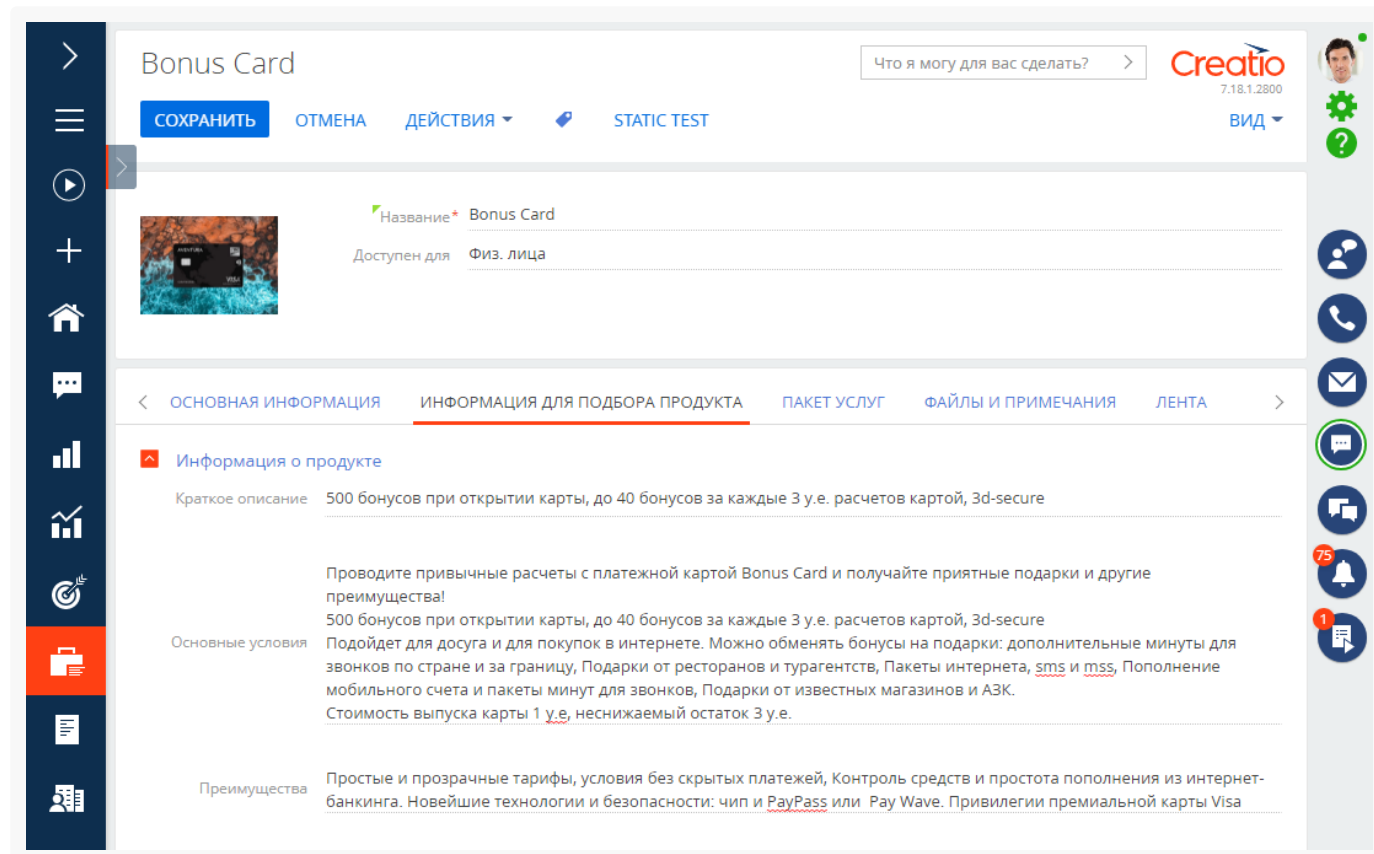 Bonus Card
Что я могу для вас сделать?
Creatio
7.18.1.2800
СОХРАНИТЬ
ОТМЕНА
ДЕЙСТВИЯ
STATIC TEST
ВИД
Название*
Bonus Card
Доступен для
Физ. лица
AVENTURA
VISA
ОСНОВНАЯ ИНФОРМАЦИЯ
ИНФОРМАЦИЯ ДЛЯ ПОДБОРА ПРОДУКТА
ПАКЕТ УСЛУГ
ФАЙЛЫ И ПРИМЕЧАНИЯ
ЛЕНТА
Информация о продукте
Краткое описание
500 бонусов при открытии карты, до 40 бонусов за каждые 3 у.е. расчетов картой, 3d-secure
Основные условия
Проводите привычные расчеты с платежной картой Bonus Card и получайте приятные подарки и другие
преимущества!
500 бонусов при открытии карты, до 40 бонусов за каждые 3 у.е. расчетов картой, 3d-secure
Подойдет для досуга и для покупок в интернете. Можно обменять бонусы на подарки: дополнительные минуты для
звонков по стране и за границу, Подарки от ресторанов и турагентств, Пакеты интернета, sms и mss, Пополнение
мобильного счета и пакеты минут для звонков, Подарки от известных магазинов и АЗК.
Стоимость выпуска карты 1 у.е, неснижаемый остаток 3 у.е.
Преимущества
Простые и прозрачные тарифы, условия без скрытых платежей, Контроль средств и простота пополнения из интернет-
банкинга. Новейшие технологии и безопасности: чип и PayPass или  Pay Wave. Привилегии премиальной карты Visa
75
1